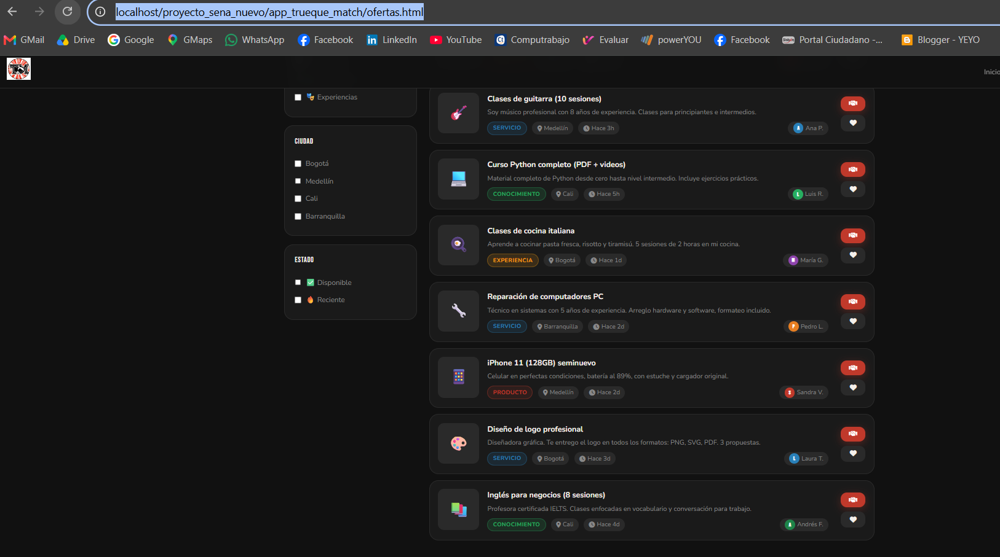 localhost/proyecto_sena_nuevo/app_trueque_match/ofertas.html
GMail Drive Google GMaps WhatsApp Facebook LinkedIn YouTube Computrabajo Evaluar powerYOU Facebook Portal Ciudadano -... Blogger - YEYO
Inicio
Experiencias
CIUDAD
Bogotá
Medellín
Cali
Barranquilla
ESTADO
Disponible
Reciente
Clases de guitarra (10 sesiones)
Soy músico profesional con 8 años de experiencia. Clases para principiantes e intermedios.
SERVICIO Medellín Hace 3h A Ana P.
Curso Python completo (PDF + videos)
Material completo de Python desde cero hasta nivel intermedio. Incluye ejercicios prácticos.
CONOCIMIENTO Cali Hace 5h L Luis R.
Clases de cocina italiana
Aprende a cocinar pasta fresca, risotto y tiramisú. 5 sesiones de 2 horas en mi cocina.
EXPERIENCIA Bogotá Hace 1d M María G.
Reparación de computadores PC
Técnico en sistemas con 5 años de experiencia. Arreglo hardware y software, formateo incluido.
SERVICIO Barranquilla Hace 2d P Pedro L.
iPhone 11 (128GB) seminuevo
Celular en perfectas condiciones, batería al 89%, con estuche y cargador original.
PRODUCTO Medellín Hace 2d S Sandra V.
Diseño de logo profesional
Diseñadora gráfica. Te entrego el logo en todos los formatos: PNG, SVG, PDF. 3 propuestas.
SERVICIO Bogotá Hace 3d L Laura T.
Inglés para negocios (8 sesiones)
Profesora certificada IELTS. Clases enfocadas en vocabulario y conversación para trabajo.
CONOCIMIENTO Cali Hace 4d A Andrés F.